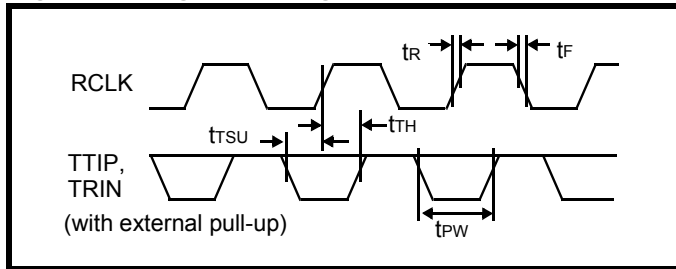 tR
tF
RCLK
tTSU
tTH
TTIP,
TRIN
(with external pull-up)
tPW